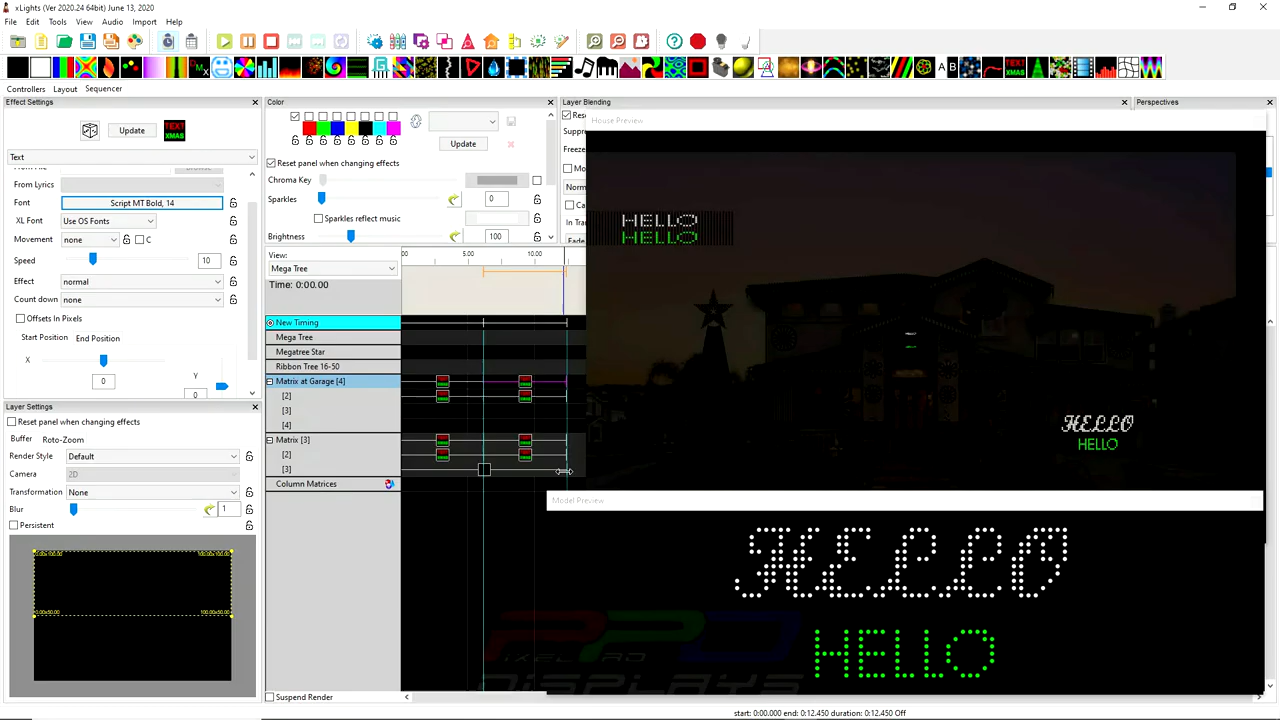 xLights (Ver 2020.24 64bit) June 13, 2020
File Edit Tools View Audio Import Help
Controllers Layout Sequencer
Effect Settings
Update
TEXT
XMAS
Text
From Lyrics
Font Script MT Bold, 14
XL Font Use OS Fonts
Movement none C
Speed 10
Effect normal
Count down none
Offsets In Pixels
Start Position End Position
X
0
Y
Layer Settings
Reset panel when changing effects
Buffer Roto-Zoom
Render Style Default
Camera 2D
Transformation None
Blur 1
Persistent
Color
Update
Reset panel when changing effects
Chroma Key
Sparkles 0
Sparkles reflect music
Brightness 100
View:
Mega Tree
Time: 0:00.00
5.00 10.00
New Timing
Mega Tree
Megatree Star
Ribbon Tree 16-50
Matrix at Garage [4]
[2]
[3]
[4]
Matrix [3]
[2]
[3]
Column Matrices
Suspend Render
Layer Blending
Perspectives
House Preview
HELLO
HELLO
HELLO
HELLO
Model Preview
HELLO
HELLO
PPD
PIXEL PRO
DISPLAYS
start: 0:00.000 end: 0:12.450 duration: 0:12.450 Off